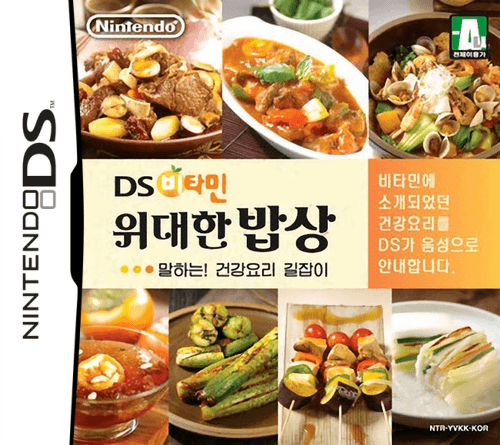 Nintendo
A
전체이용가
NINTENDO DS™
DS 비타민
위대한 밥상
말하는! 건강요리 길잡이
비타민에
소개되었던
건강요리를
DS가 음성으로
안내합니다.
NTR-YVKK-KOR